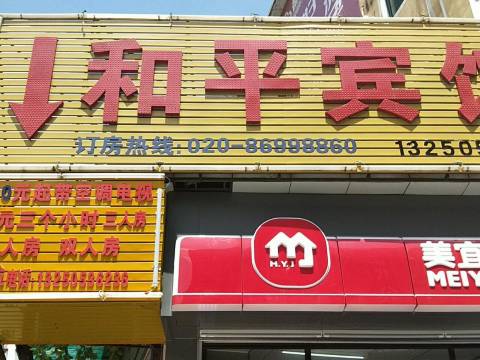 和平宾馆
订房热线:020-86998860 13250
0元起带空调电视
元三个小时三人房
人房 双人房
M.Y.J
美宜
MEIY